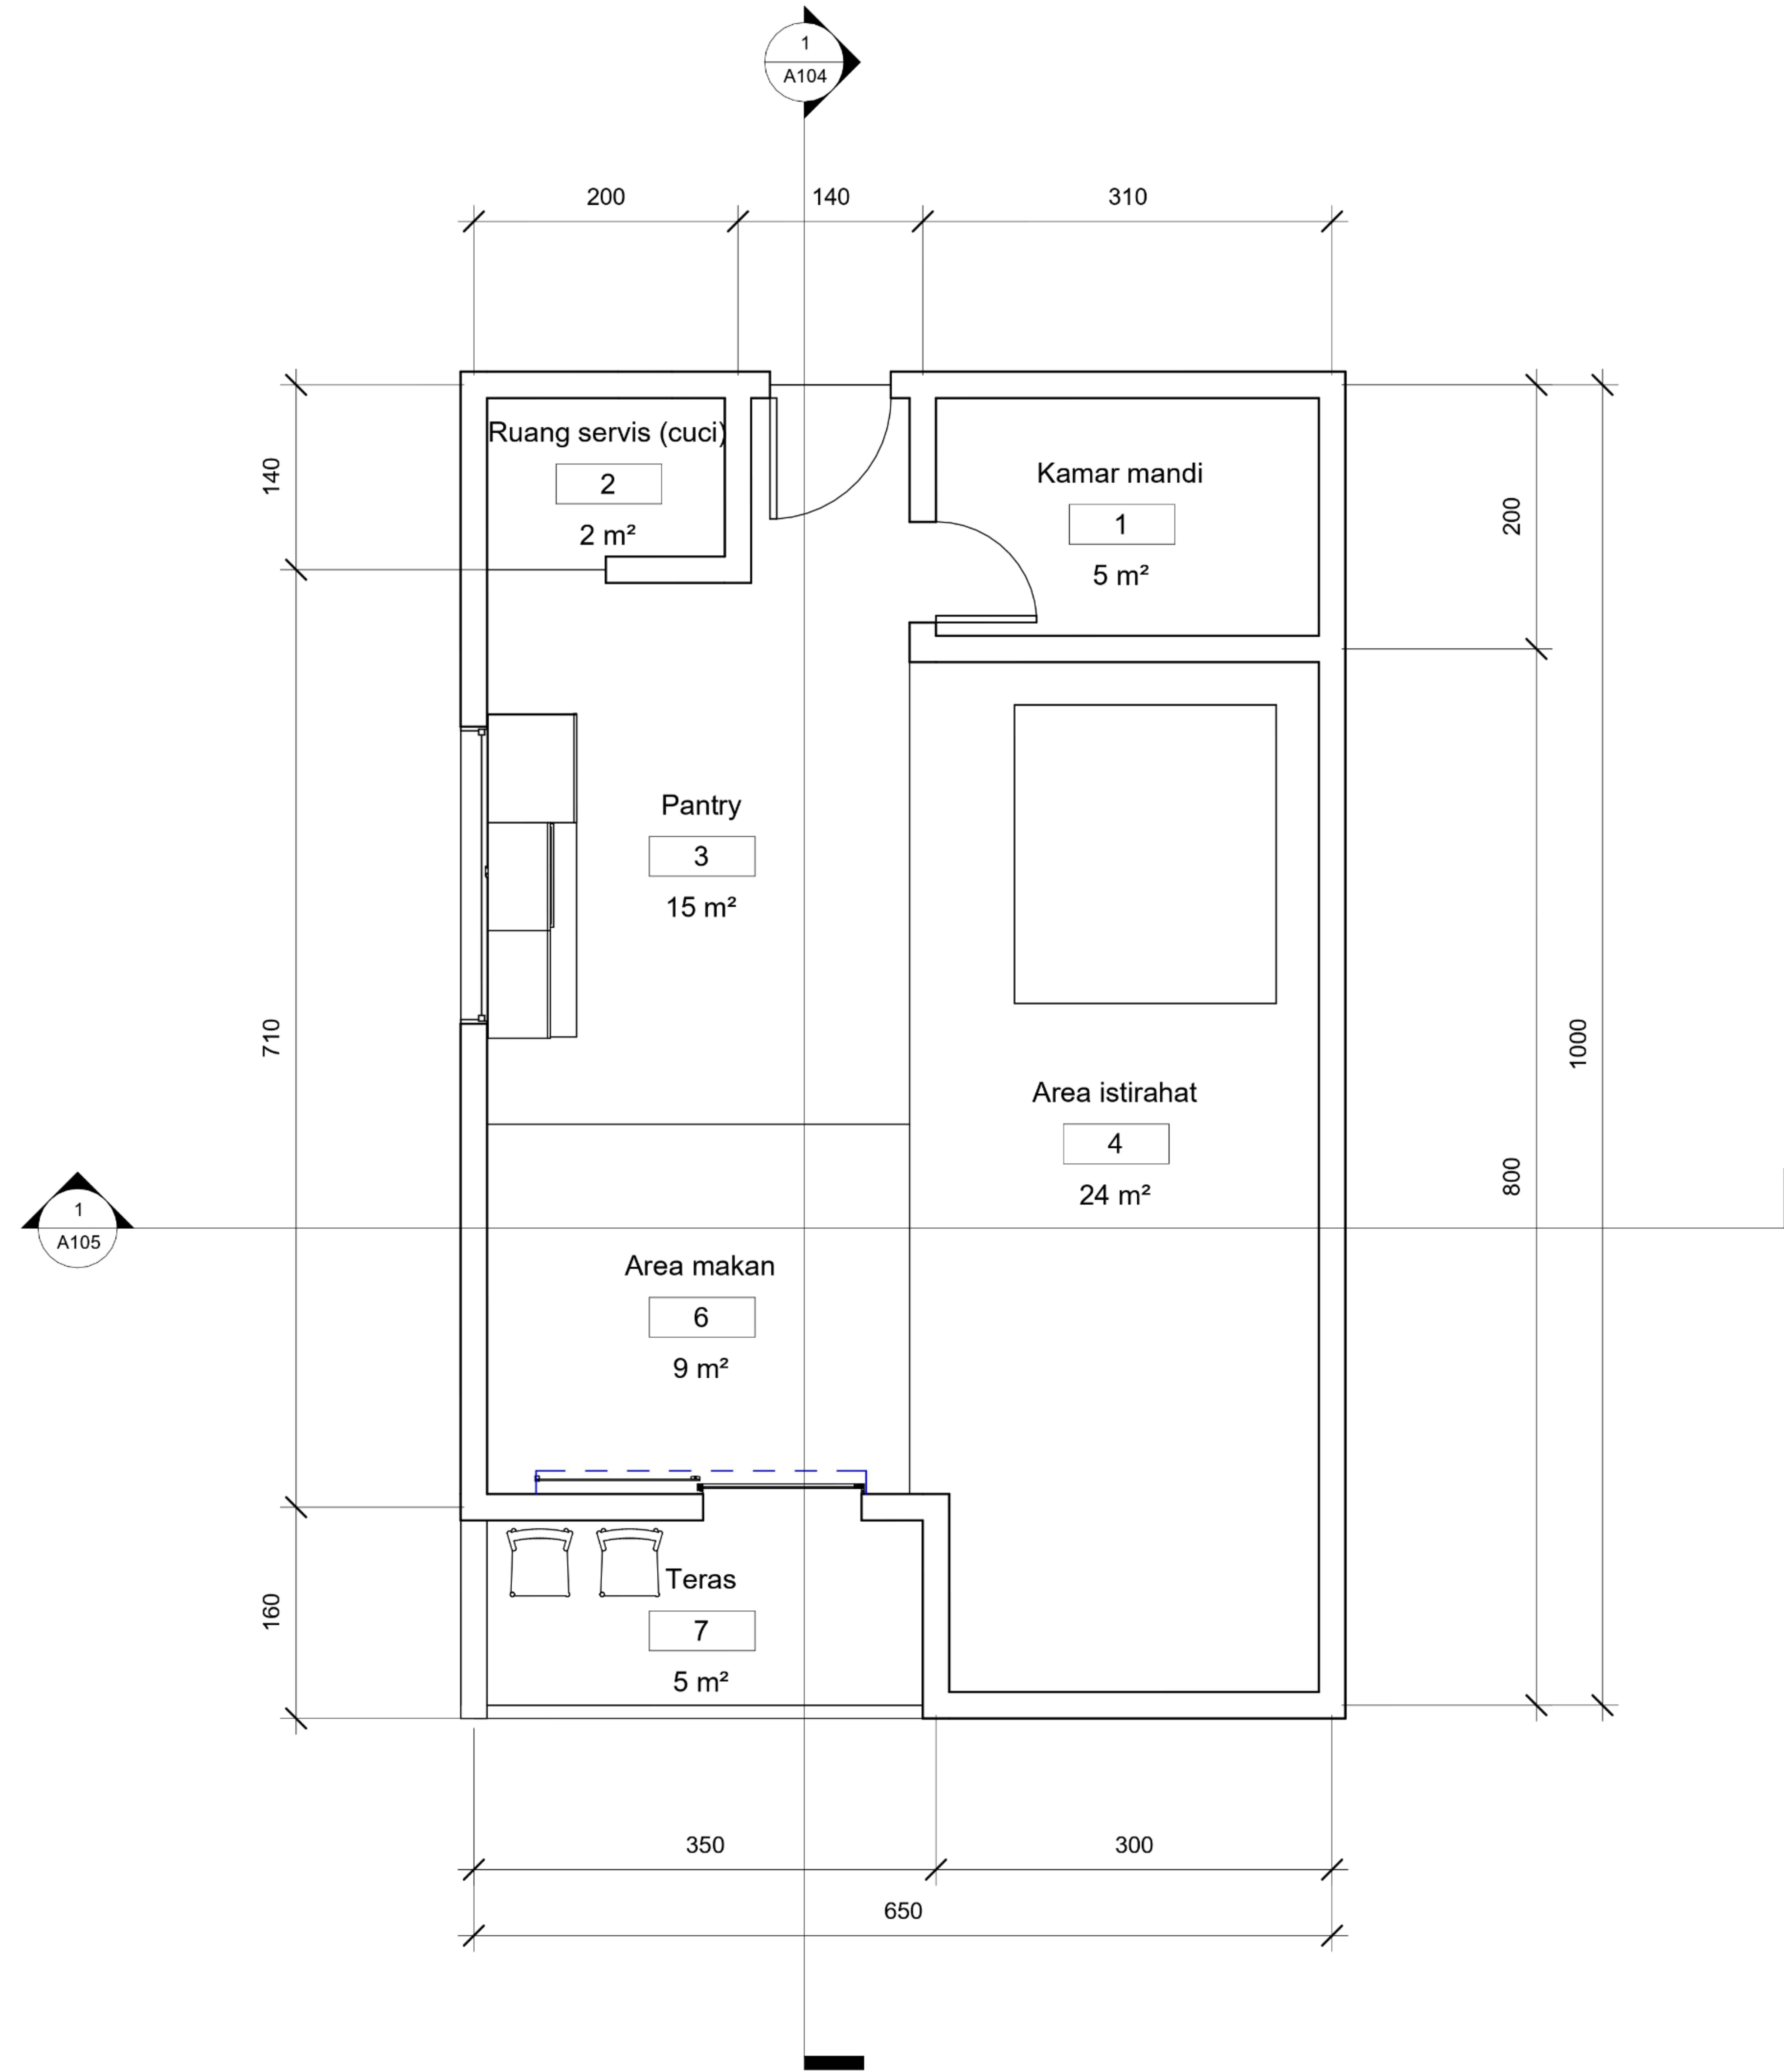 1
A104
200
140
310
Ruang servis (cuci)
2
2 m²
Kamar mandi
1
5 m²
140
200
Pantry
3
15 m²
710
1000
Area istirahat
4
24 m²
800
1
A105
Area makan
6
9 m²
Teras
7
5 m²
160
350
300
650